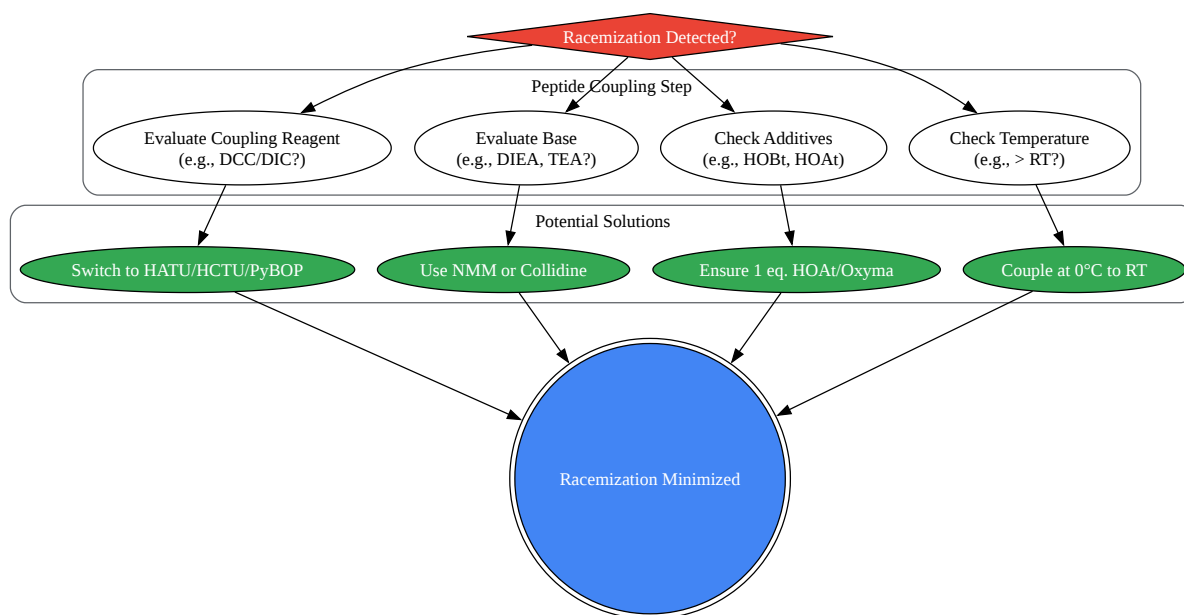 Racemization Detected?
Peptide Coupling Step
Evaluate Coupling Reagent
(e.g., DCC/DIC?)
Evaluate Base
(e.g., DIEA, TEA?)
Check Additives
(e.g., HOBt, HOAt)
Check Temperature
(e.g., > RT?)
Potential Solutions
Switch to HATU/HCTU/PyBOP
Use NMM or Collidine
Ensure 1 eq. HOAt/Oxyma
Couple at 0°C to RT
Racemization Minimized